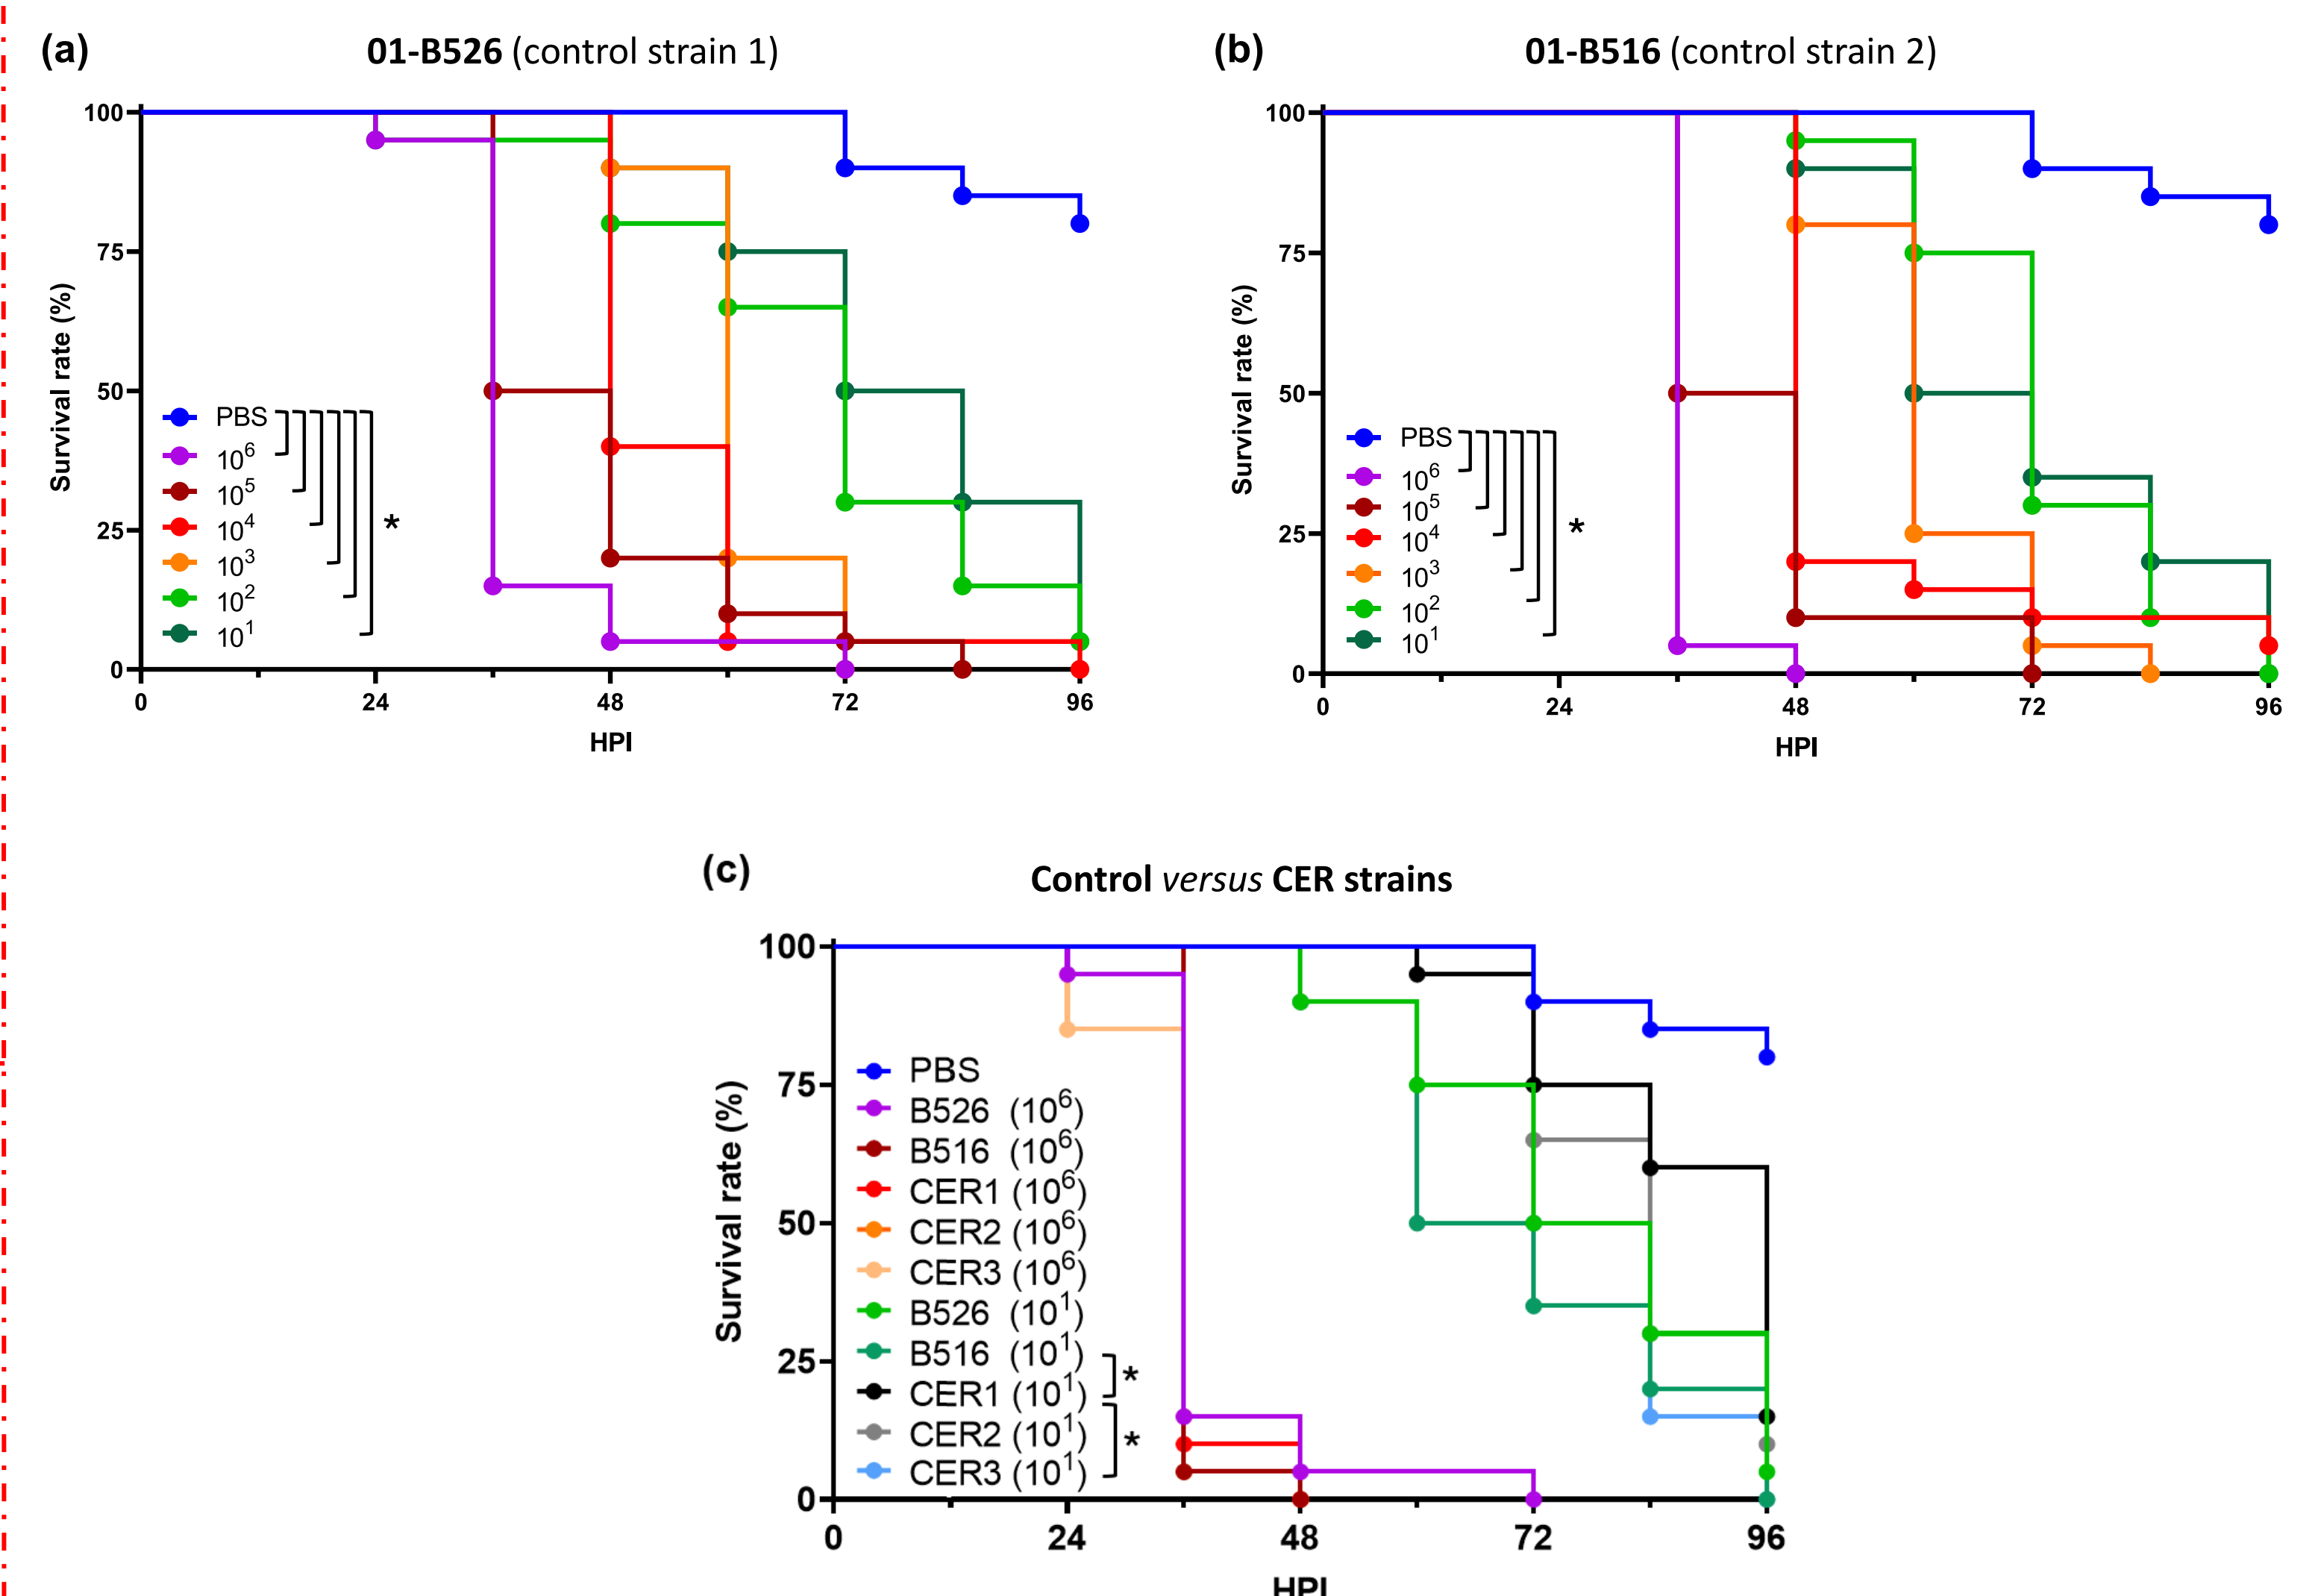 (a) 01-B526 (control strain 1)
100
75
50
25
0
Survival rate (%)
PBS
10^6
10^5
10^4
10^3
10^2
10^1
*
0 24 48 72 96
HPI
(b) 01-B516 (control strain 2)
100
75
50
25
0
Survival rate (%)
PBS
10^6
10^5
10^4
10^3
10^2
10^1
*
0 24 48 72 96
HPI
(c) Control versus CER strains
100
75
50
25
0
Survival rate (%)
PBS
B526 (10^6)
B516 (10^6)
CER1 (10^6)
CER2 (10^6)
CER3 (10^6)
B526 (10^1)
B516 (10^1)
CER1 (10^1)
CER2 (10^1)
CER3 (10^1)
*
*
0 24 48 72 96
HPI